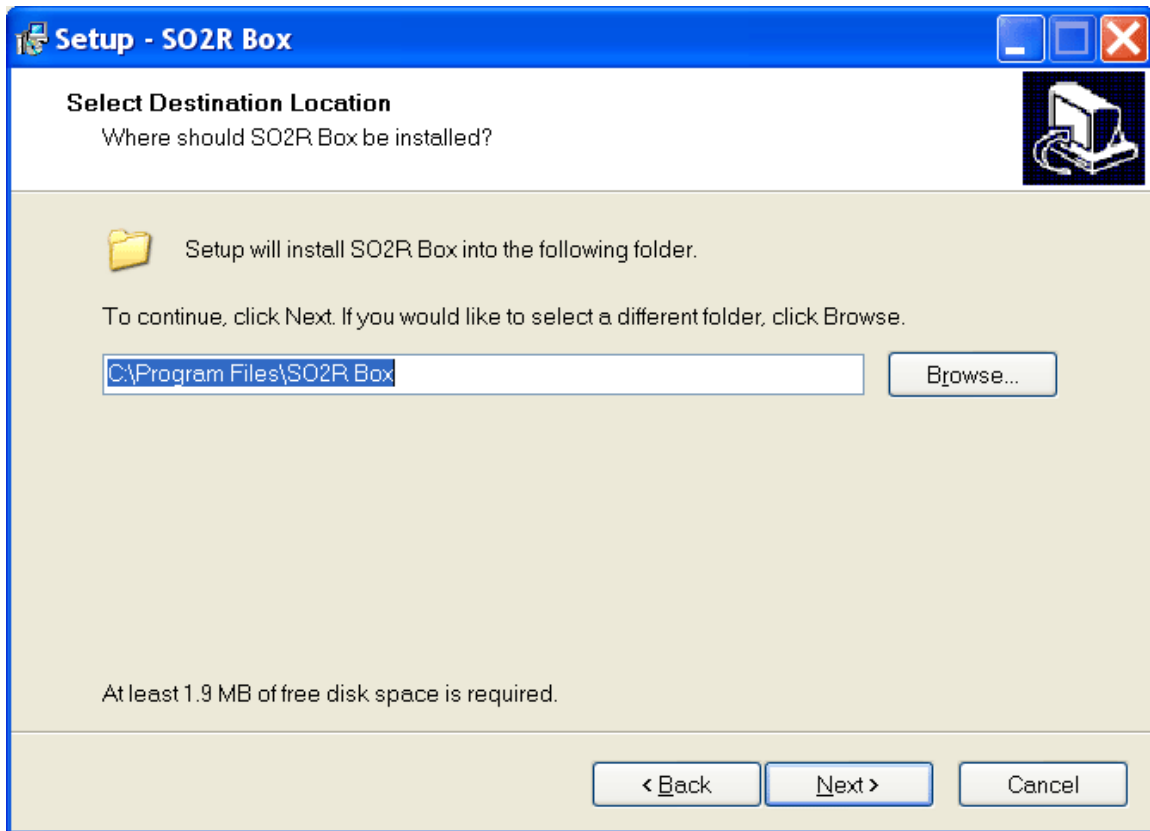 Setup - SO2R Box
Select Destination Location
Where should SO2R Box be installed?
Setup will install SO2R Box into the following folder.
To continue, click Next. If you would like to select a different folder, click Browse.
C:\Program Files\SO2R Box
Browse...
At least 1.9 MB of free disk space is required.
< Back
Next >
Cancel